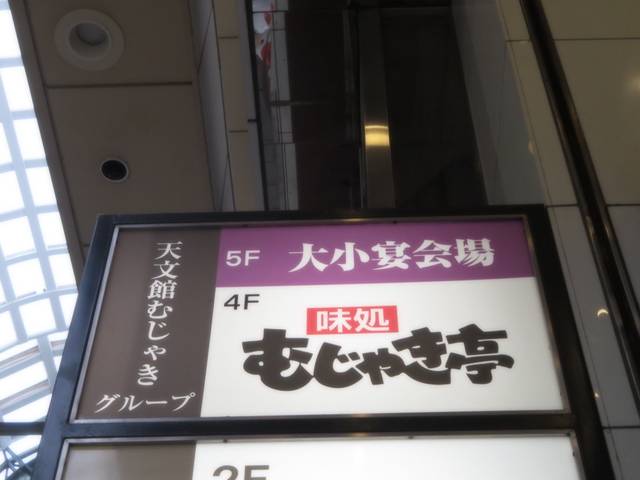 天文館むじゃき
グループ
5F 大小宴会場
4F
味処
むじゃき亭
2F